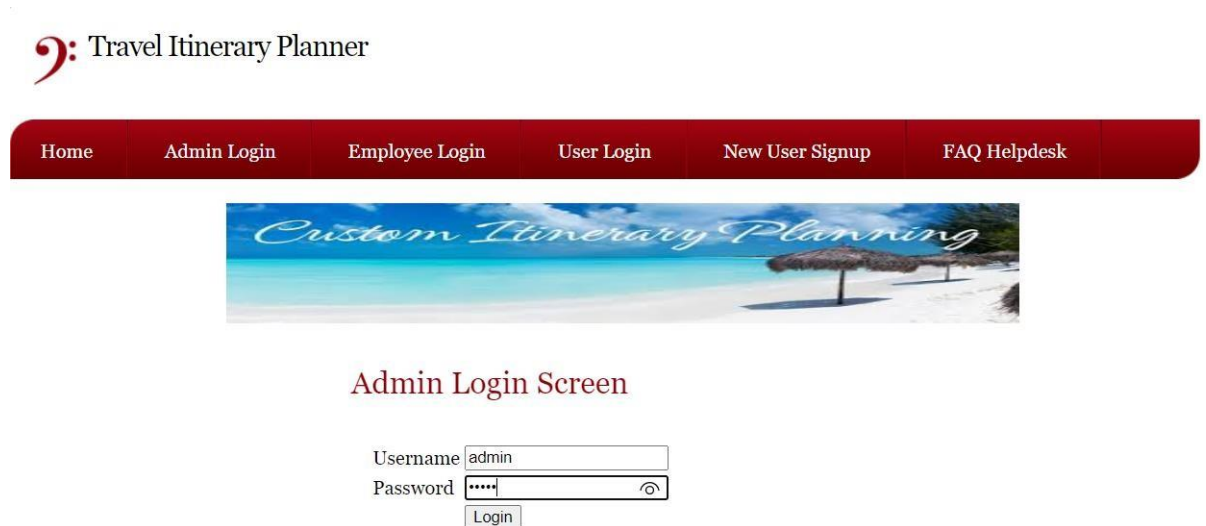 Travel Itinerary Planner
Home Admin Login Employee Login User Login New User Signup FAQ Helpdesk
Custom Itinerary Planning
Admin Login Screen
Username admin
Password •••••
Login